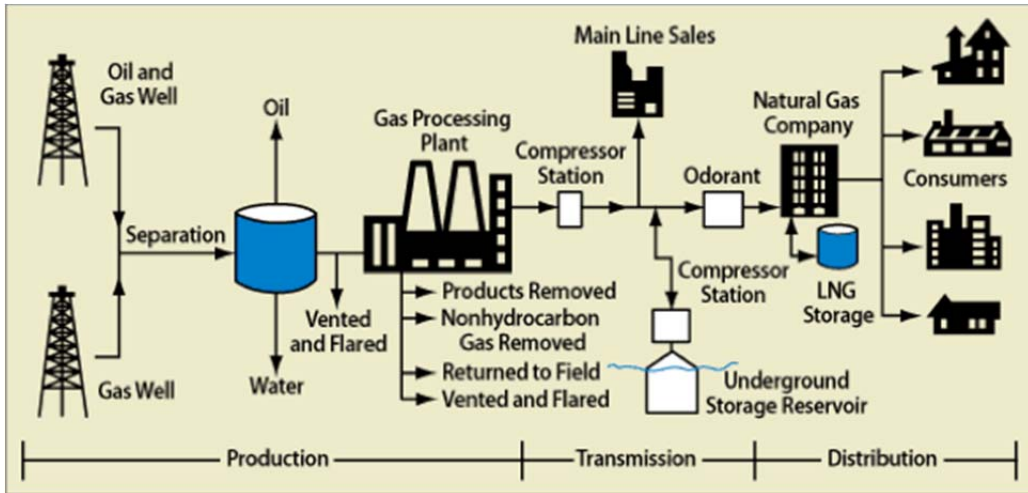 Main Line Sales
Oil and
Gas Well
Oil
Gas Processing
Plant
Compressor
Station
Odorant
Natural Gas
Company
Consumers
Separation
Compressor
Station
LNG
Storage
Vented
and Flared
Products Removed
Nonhydrocarbon
Gas Removed
Returned to Field
Vented and Flared
Gas Well
Water
Underground
Storage Reservoir
Production
Transmission
Distribution